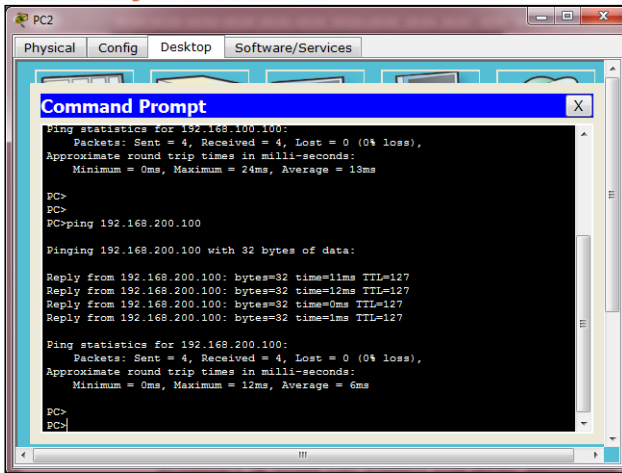 PC2
Physical Config Desktop Software/Services
Command Prompt X
Ping statistics for 192.168.100.100:
Packets: Sent = 4, Received = 4, Lost = 0 (0% loss),
Approximate round trip times in milli-seconds:
Minimum = 0ms, Maximum = 24ms, Average = 13ms
PC>
PC>
PC>ping 192.168.200.100
Pinging 192.168.200.100 with 32 bytes of data:
Reply from 192.168.200.100: bytes=32 time=11ms TTL=127
Reply from 192.168.200.100: bytes=32 time=12ms TTL=127
Reply from 192.168.200.100: bytes=32 time=0ms TTL=127
Reply from 192.168.200.100: bytes=32 time=1ms TTL=127
Ping statistics for 192.168.200.100:
Packets: Sent = 4, Received = 4, Lost = 0 (0% loss),
Approximate round trip times in milli-seconds:
Minimum = 0ms, Maximum = 12ms, Average = 6ms
PC>
PC>